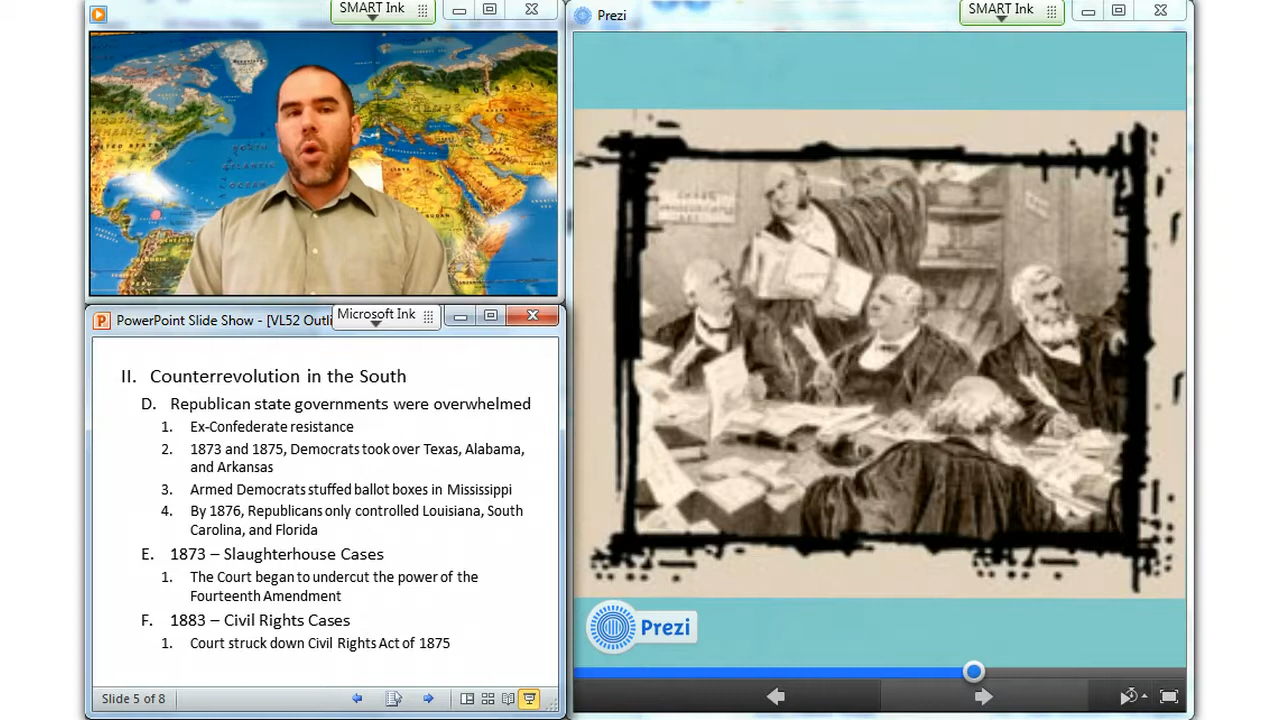 SMART Ink
Prezi
SMART Ink
PowerPoint Slide Show - [VL52 Outli
Microsoft Ink
II. Counterrevolution in the South
D. Republican state governments were overwhelmed
1. Ex-Confederate resistance
2. 1873 and 1875, Democrats took over Texas, Alabama,
and Arkansas
3. Armed Democrats stuffed ballot boxes in Mississippi
4. By 1876, Republicans only controlled Louisiana, South
Carolina, and Florida
E. 1873 – Slaughterhouse Cases
1. The Court began to undercut the power of the
Fourteenth Amendment
F. 1883 – Civil Rights Cases
1. Court struck down Civil Rights Act of 1875
Slide 5 of 8
Prezi